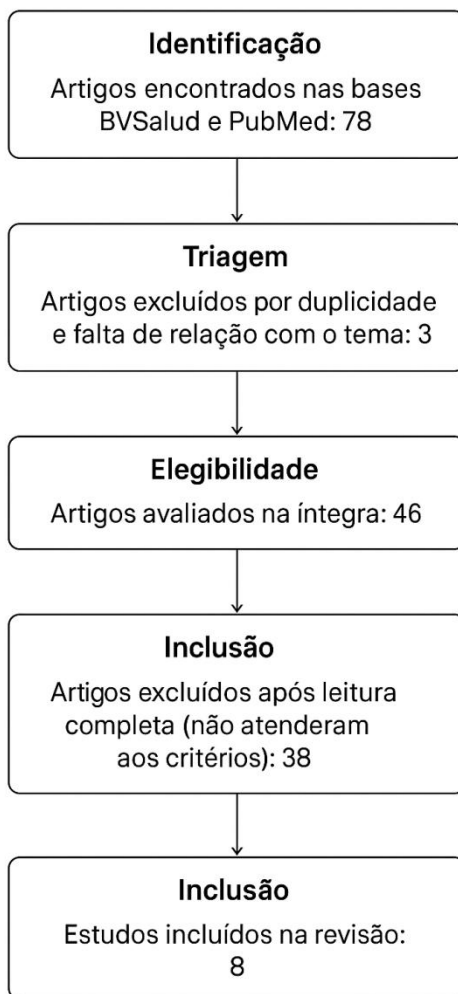 Identificação
Artigos encontrados nas bases
BVSalud e PubMed: 78
Triagem
Artigos excluídos por duplicidade
e falta de relação com o tema: 3
Elegibilidade
Artigos avaliados na íntegra: 46
Inclusão
Artigos excluídos após leitura
completa (não atenderam
aos critérios): 38
Inclusão
Estudos incluídos na revisão:
8